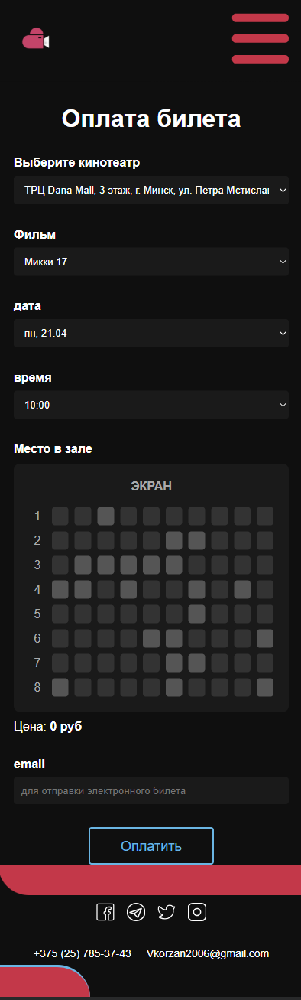 Оплата билета
Выберите кинотеатр
ТРЦ Dana Mall, 3 этаж, г. Минск, ул. Петра Мстислав
Фильм
Микки 17
дата
пн, 21.04
время
10:00
Место в зале
ЭКРАН
1
2
3
4
5
6
7
8
Цена: 0 руб
email
для отправки электронного билета
Оплатить
+375 (25) 785-37-43 Vkorzan2006@gmail.com